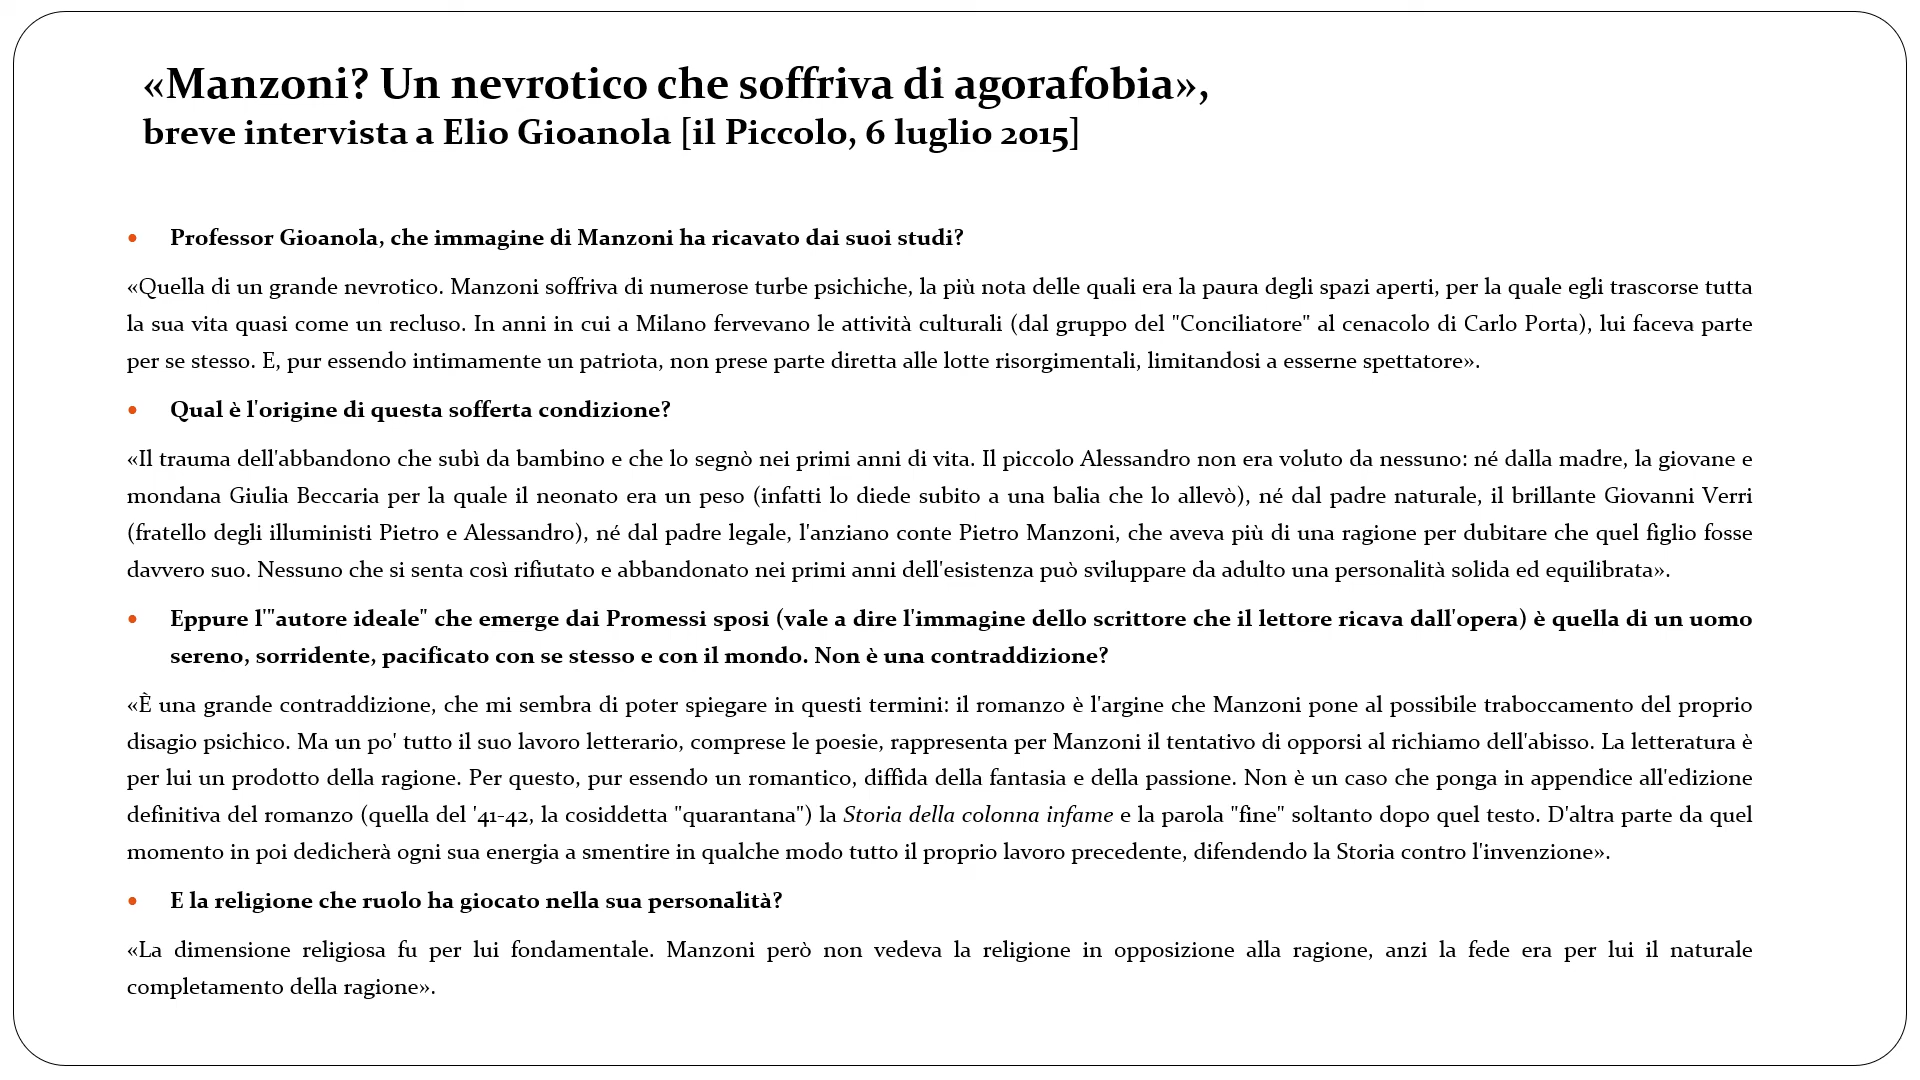 «Manzoni? Un nevrotico che soffriva di agorafobia»,
breve intervista a Elio Gioanola [il Piccolo, 6 luglio 2015]
• Professor Gioanola, che immagine di Manzoni ha ricavato dai suoi studi?
«Quella di un grande nevrotico. Manzoni soffriva di numerose turbe psichiche, la più nota delle quali era la paura degli spazi aperti, per la quale egli trascorse tutta
la sua vita quasi come un recluso. In anni in cui a Milano fervevano le attività culturali (dal gruppo del "Conciliatore" al cenacolo di Carlo Porta), lui faceva parte
per se stesso. E, pur essendo intimamente un patriota, non prese parte diretta alle lotte risorgimentali, limitandosi a esserne spettatore».
• Qual è l'origine di questa sofferta condizione?
«Il trauma dell'abbandono che subì da bambino e che lo segnò nei primi anni di vita. Il piccolo Alessandro non era voluto da nessuno: né dalla madre, la giovane e
mondana Giulia Beccaria per la quale il neonato era un peso (infatti lo diede subito a una balia che lo allevò), né dal padre naturale, il brillante Giovanni Verri
(fratello degli illuministi Pietro e Alessandro), né dal padre legale, l'anziano conte Pietro Manzoni, che aveva più di una ragione per dubitare che quel figlio fosse
davvero suo. Nessuno che si senta così rifiutato e abbandonato nei primi anni dell'esistenza può sviluppare da adulto una personalità solida ed equilibrata».
• Eppure l'"autore ideale" che emerge dai Promessi sposi (vale a dire l'immagine dello scrittore che il lettore ricava dall'opera) è quella di un uomo
sereno, sorridente, pacificato con se stesso e con il mondo. Non è una contraddizione?
«È una grande contraddizione, che mi sembra di poter spiegare in questi termini: il romanzo è l'argine che Manzoni pone al possibile traboccamento del proprio
disagio psichico. Ma un po' tutto il suo lavoro letterario, comprese le poesie, rappresenta per Manzoni il tentativo di opporsi al richiamo dell'abisso. La letteratura è
per lui un prodotto della ragione. Per questo, pur essendo un romantico, diffida della fantasia e della passione. Non è un caso che ponga in appendice all'edizione
definitiva del romanzo (quella del '41-42, la cosiddetta "quarantana") la Storia della colonna infame e la parola "fine" soltanto dopo quel testo. D'altra parte da quel
momento in poi dedicherà ogni sua energia a smentire in qualche modo tutto il proprio lavoro precedente, difendendo la Storia contro l'invenzione».
• E la religione che ruolo ha giocato nella sua personalità?
«La dimensione religiosa fu per lui fondamentale. Manzoni però non vedeva la religione in opposizione alla ragione, anzi la fede era per lui il naturale
completamento della ragione».